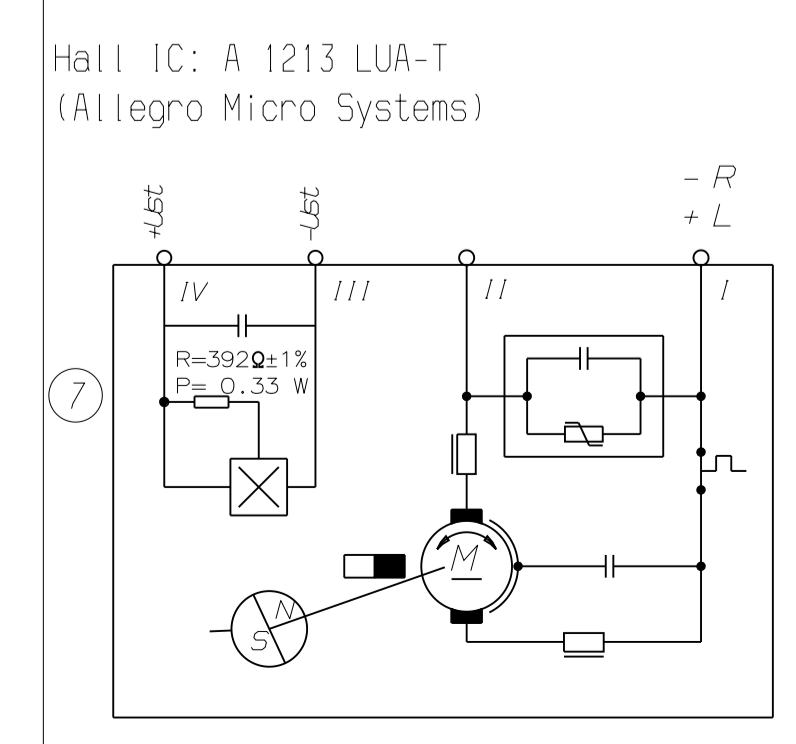 Hall IC: A 1213 LUA-T
(Allegro Micro Systems)
- R
+ L
+Ust
-Ust
IV
III
II
I
R=392Ω±1%
P= 0.33 W
7
M
N
S